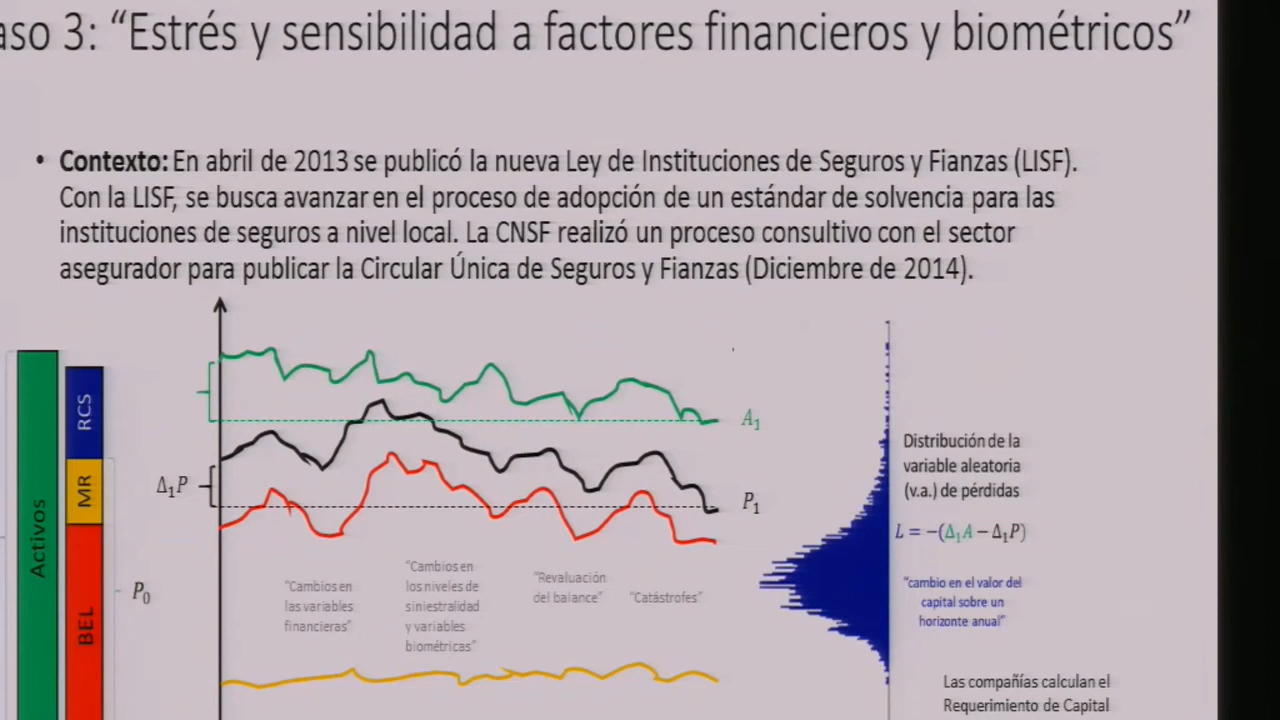 aso 3: “Estrés y sensibilidad a factores financieros y biométricos”
• Contexto: En abril de 2013 se publicó la nueva Ley de Instituciones de Seguros y Fianzas (LISF).
Con la LISF, se busca avanzar en el proceso de adopción de un estándar de solvencia para las
instituciones de seguros a nivel local. La CNSF realizó un proceso consultivo con el sector
asegurador para publicar la Circular Única de Seguros y Fianzas (Diciembre de 2014).
Activos
RCS
MR
BEL
P₀
Δ₁P
A₁
P₁
“Cambios en
las variables
financieras”
“Cambios en
los niveles de
siniestralidad
y variables
biométricas”
“Revaluación
del balance”
“Catástrofes”
Distribución de la
variable aleatoria
(v.a.) de pérdidas
L = −(Δ₁A − Δ₁P)
“cambio en el valor del
capital sobre un
horizonte anual”
Las compañías calculan el
Requerimiento de Capital